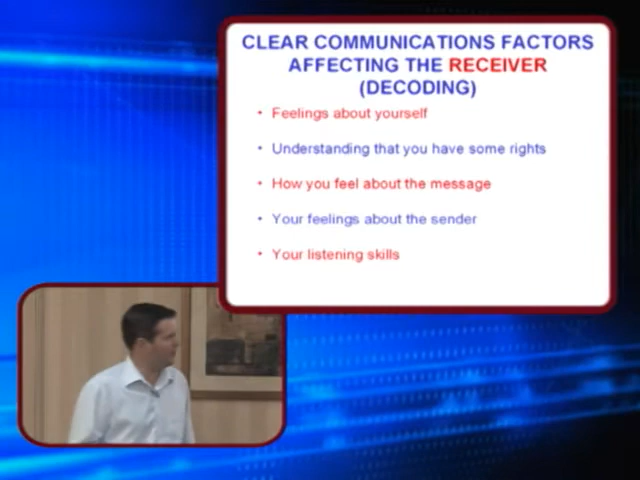 CLEAR COMMUNICATIONS FACTORS
AFFECTING THE RECEIVER
(DECODING)
• Feelings about yourself
• Understanding that you have some rights
• How you feel about the message
• Your feelings about the sender
• Your listening skills